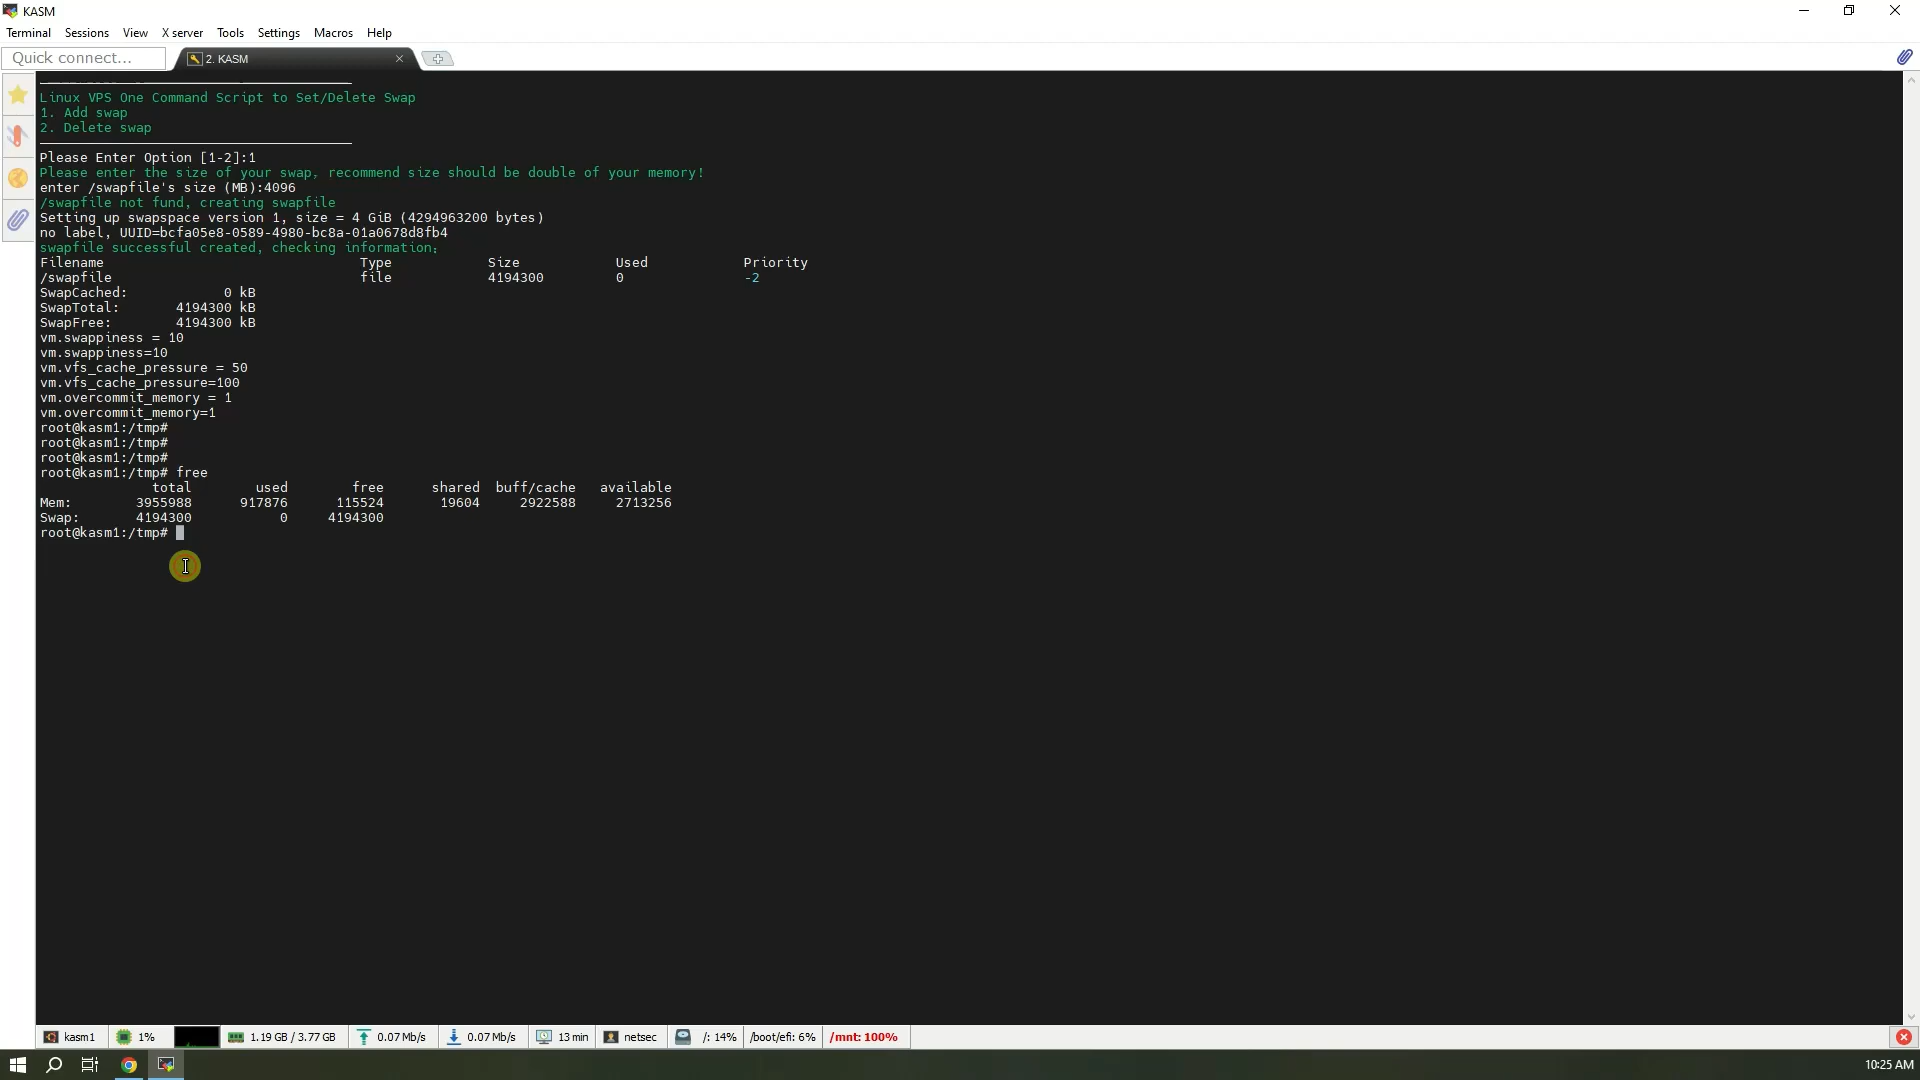 KASM
Terminal Sessions View X server Tools Settings Macros Help
Quick connect... 2. KASM
Linux VPS One Command Script to Set/Delete Swap
1. Add swap
2. Delete swap
Please Enter Option [1-2]:1
Please enter the size of your swap, recommend size should be double of your memory!
enter /swapfile's size (MB):4096
/swapfile not fund, creating swapfile
Setting up swapspace version 1, size = 4 GiB (4294963200 bytes)
no label, UUID=bcfa05e8-0589-4980-bc8a-01a0678d8fb4
swapfile successful created, checking information:
Filename Type Size Used Priority
/swapfile file 4194300 0 -2
SwapCached: 0 kB
SwapTotal: 4194300 kB
SwapFree: 4194300 kB
vm.swappiness = 10
vm.swappiness=10
vm.vfs_cache_pressure = 50
vm.vfs_cache_pressure=100
vm.overcommit_memory = 1
vm.overcommit_memory=1
root@kasm1:/tmp#
root@kasm1:/tmp#
root@kasm1:/tmp#
root@kasm1:/tmp# free
total used free shared buff/cache available
Mem: 3955988 917876 115524 19604 2922588 2713256
Swap: 4194300 0 4194300
root@kasm1:/tmp#
kasm1 1% 1.19 GB / 3.77 GB 0.07 Mb/s 0.07 Mb/s 13 min netsec /: 14% /boot/efi: 6% /mnt: 100%
10:25 AM